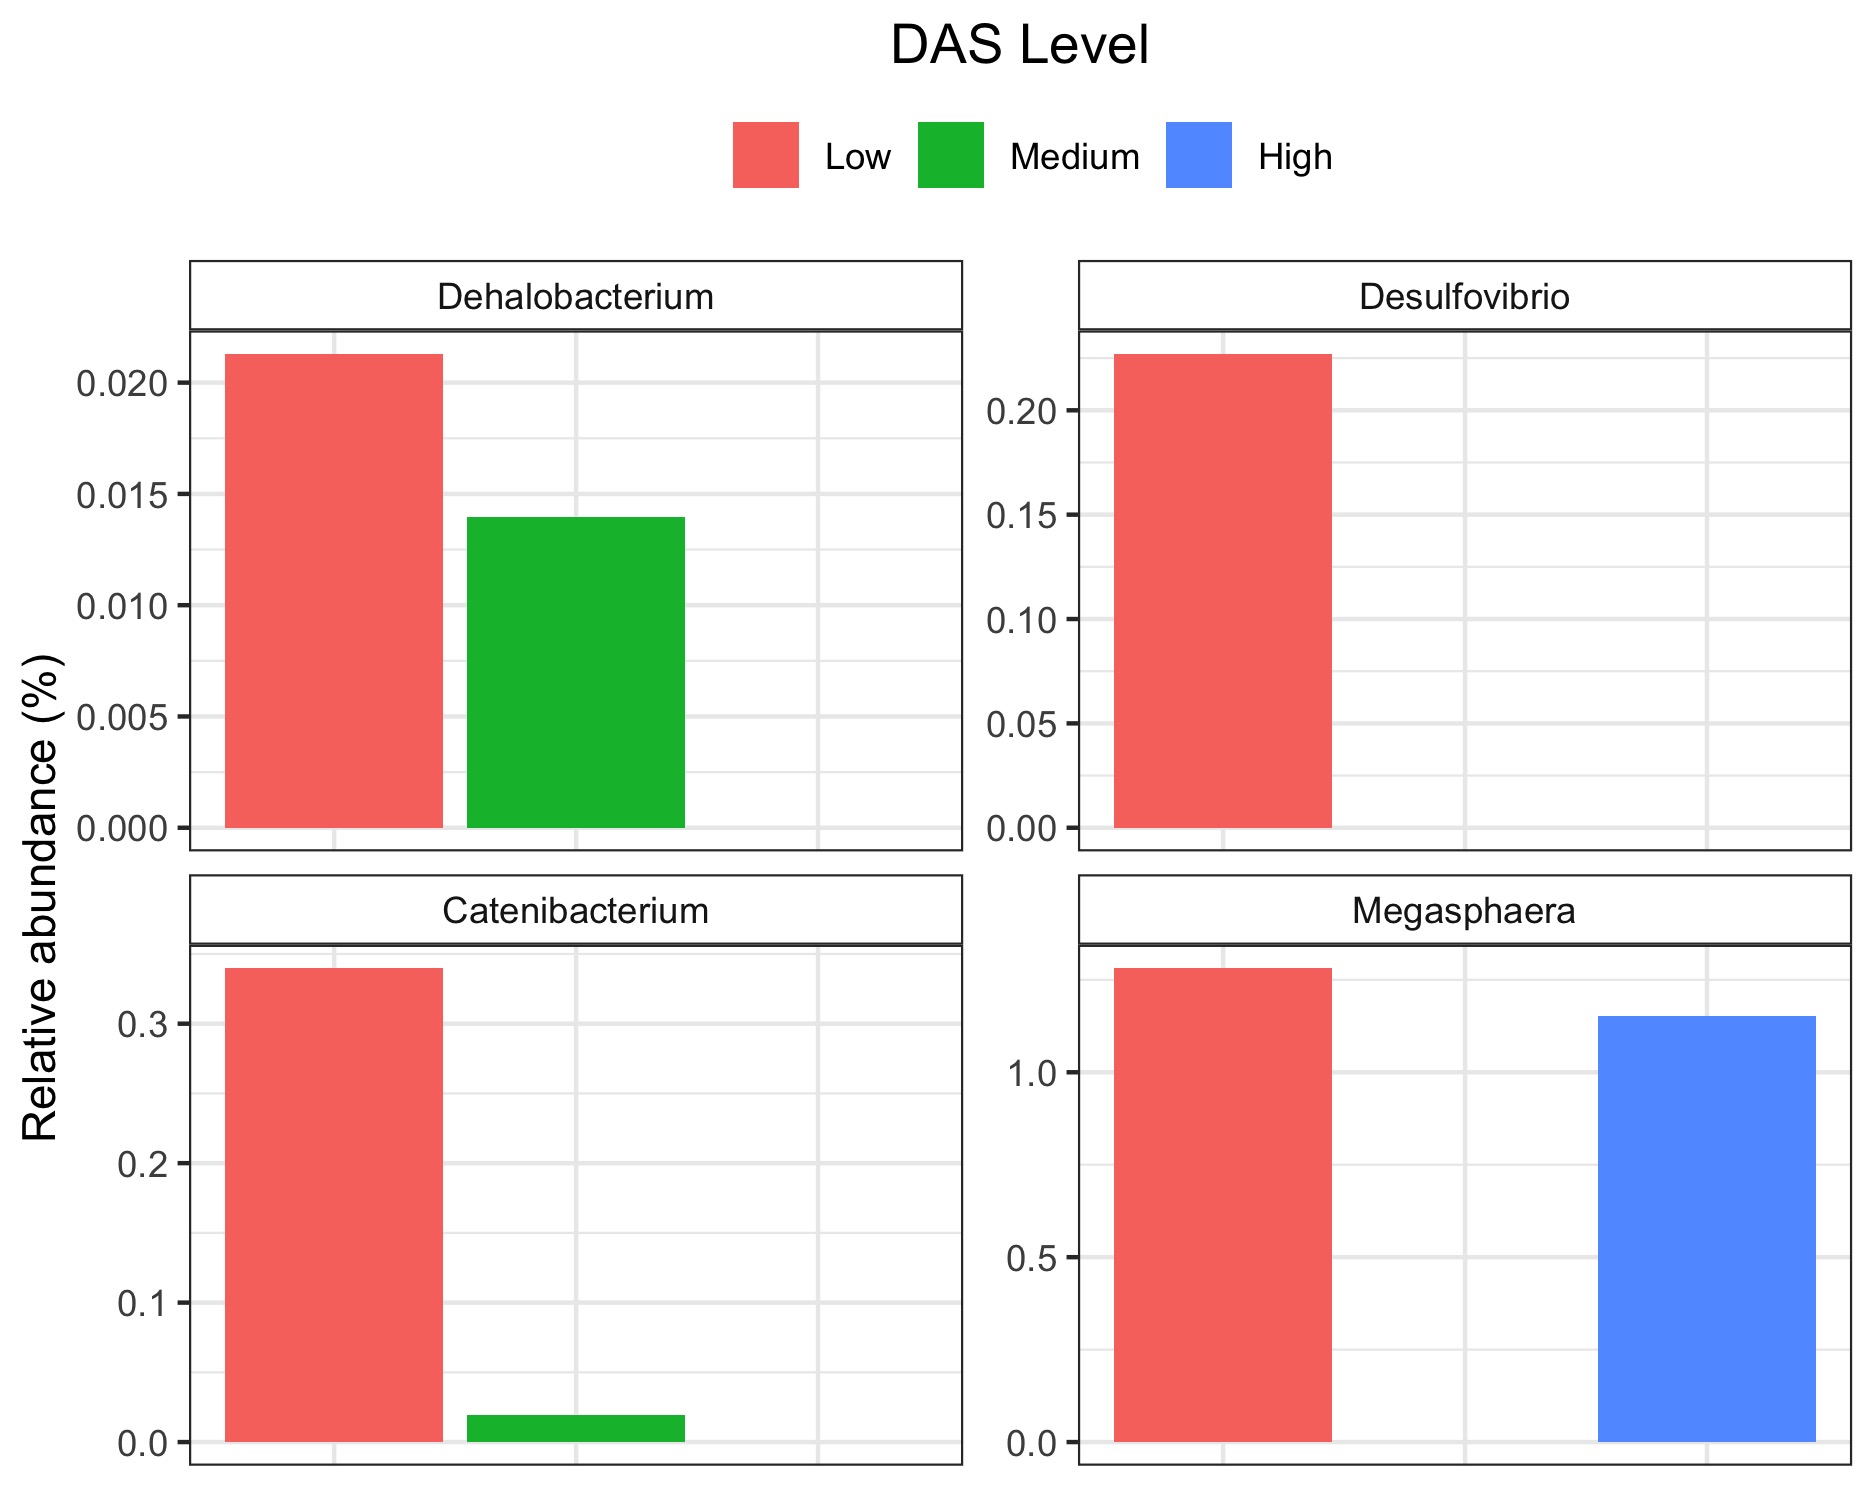 DAS Level
Low Medium High
Dehalobacterium
Desulfovibrio
0.020
0.015
0.010
0.005
0.000
0.20
0.15
0.10
0.05
0.00
Relative abundance (%)
Catenibacterium
Megasphaera
0.3
0.2
0.1
0.0
1.0
0.5
0.0